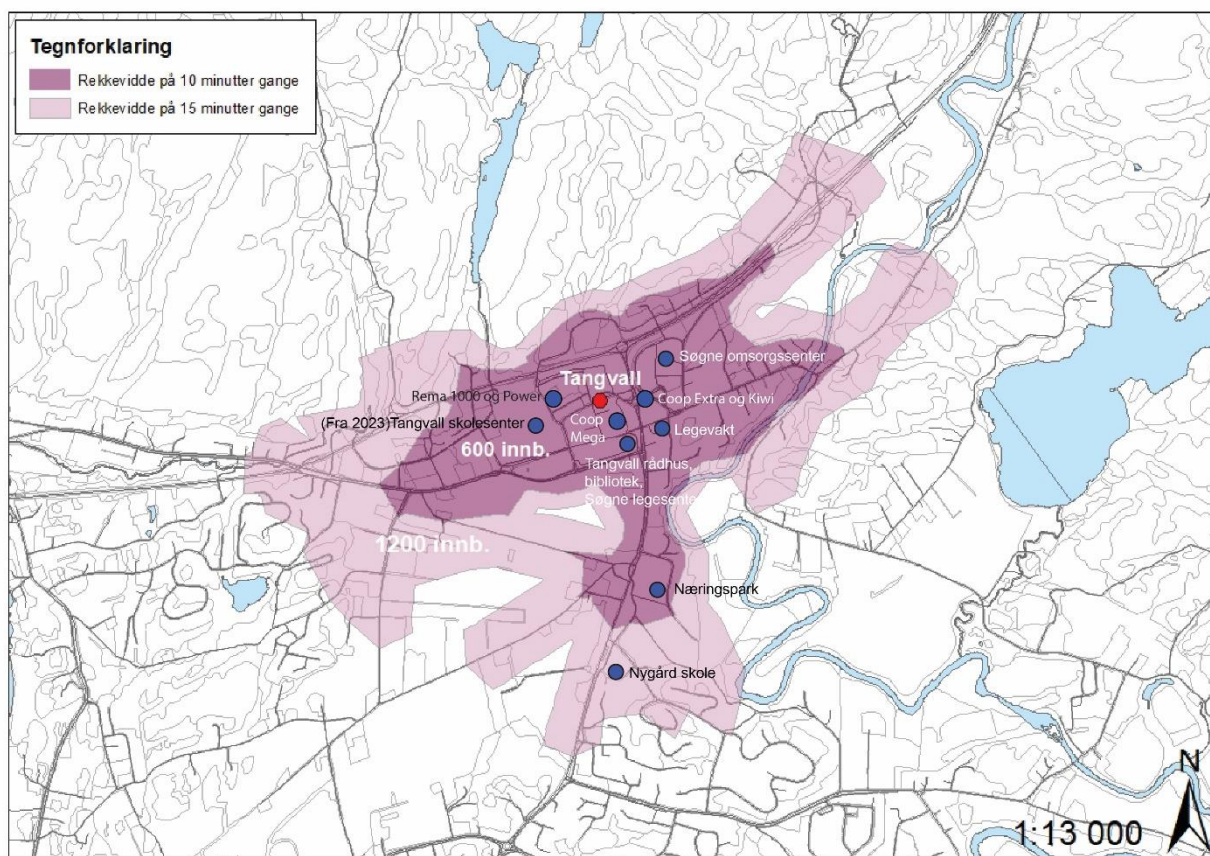 Tegnforklaring
Rekkevidde på 10 minutter gange
Rekkevidde på 15 minutter gange
Søgne omsorgssenter
Tangvall
Rema 1000 og Power
Coop Extra og Kiwi
(Fra 2023)Tangvall skolesenter
Coop
Mega
Legevakt
600 innb.
Tangvall rådhus,
bibliotek,
Søgne legesenter
1200 innb.
Næringspark
Nygård skole
N
1:13 000